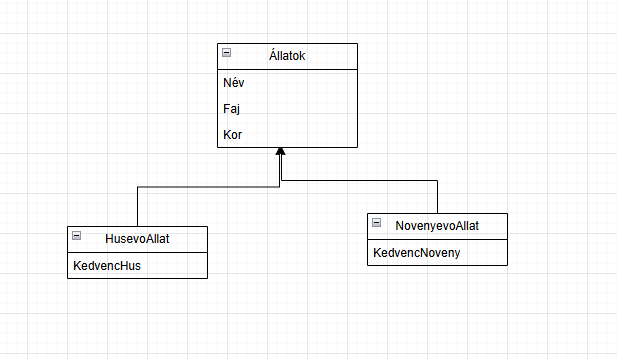 Állatok
Név
Faj
Kor
HusevoAllat
KedvencHus
NovenyevoAllat
KedvencNoveny